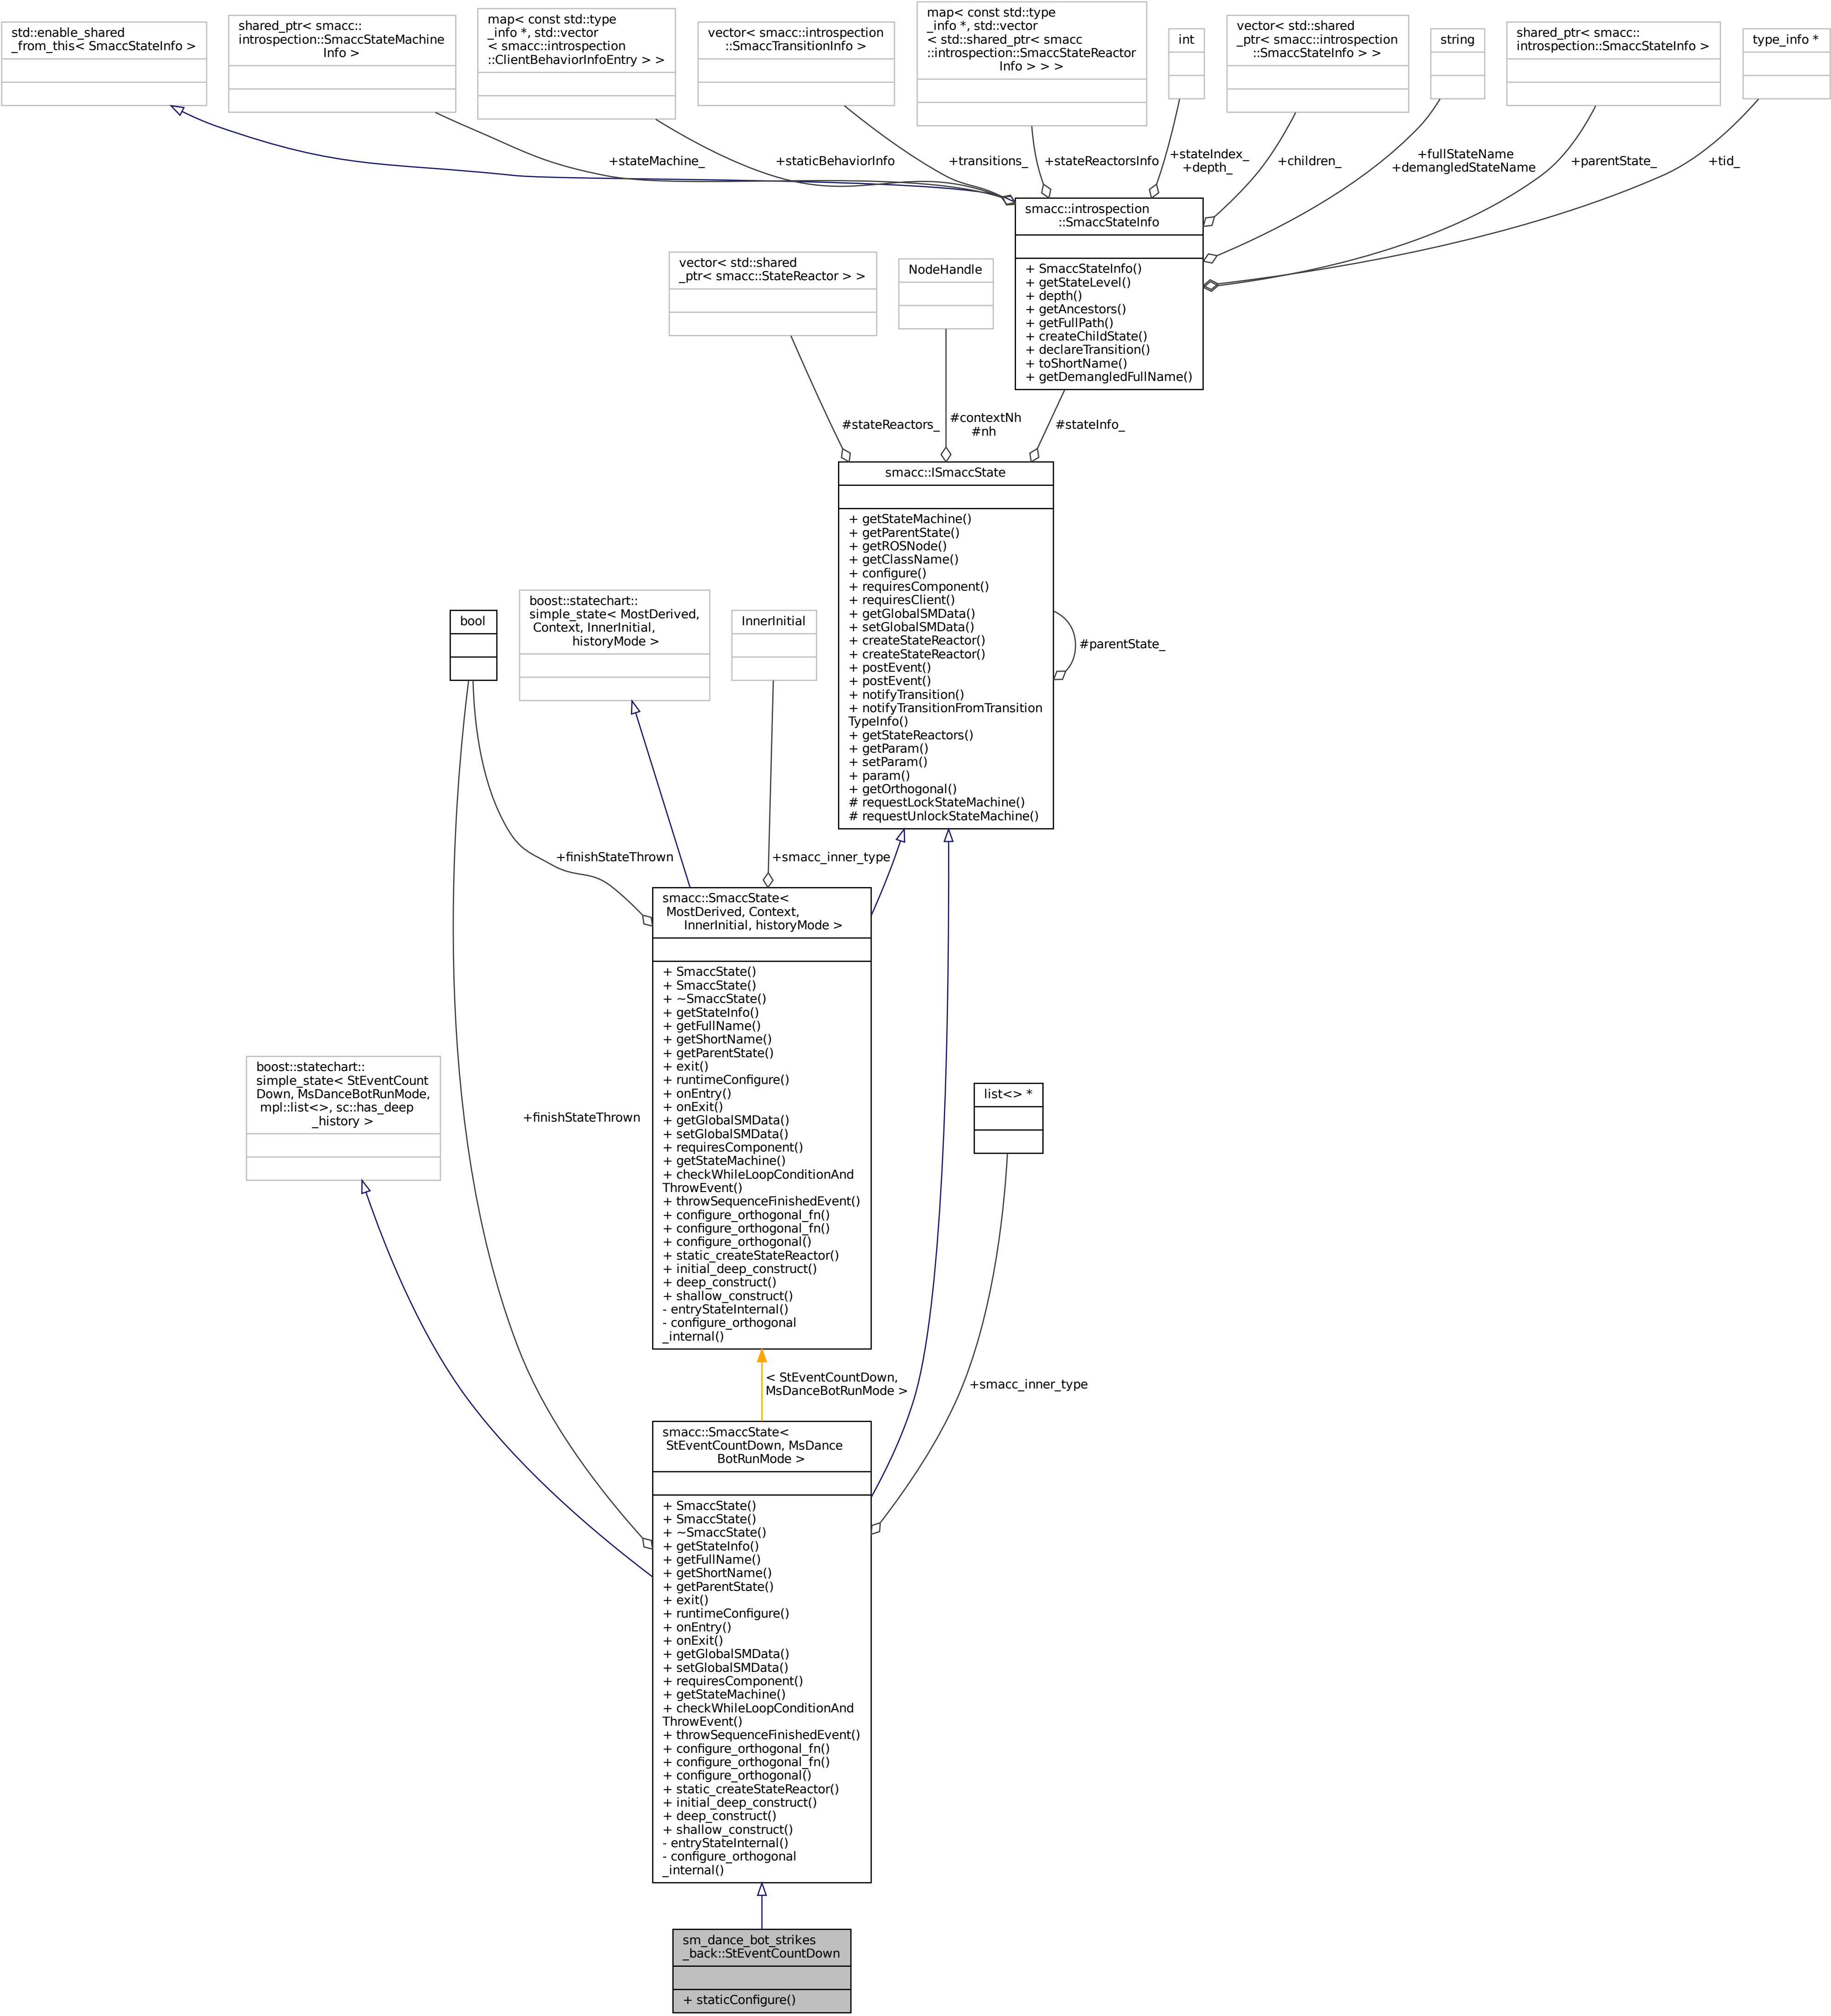 std::enable_shared
_from_this< SmaccStateInfo >
shared_ptr< smacc::
introspection::SmaccStateMachine
Info >
map< const std::type
_info *, std::vector
< smacc::introspection
::ClientBehaviorInfoEntry > >
vector< smacc::introspection
::SmaccTransitionInfo >
map< const std::type
_info *, std::vector
< std::shared_ptr< smacc
::introspection::SmaccStateReactor
Info > > >
int
vector< std::shared
_ptr< smacc::introspection
::SmaccStateInfo > >
string
shared_ptr< smacc::
introspection::SmaccStateInfo >
type_info *
+stateMachine_
+staticBehaviorInfo
+transitions_
+stateReactorsInfo
+stateIndex_
+depth_
+children_
+fullStateName
+demangledStateName
+parentState_
+tid_
smacc::introspection
::SmaccStateInfo
+ SmaccStateInfo()
+ getStateLevel()
+ depth()
+ getAncestors()
+ getFullPath()
+ createChildState()
+ declareTransition()
+ toShortName()
+ getDemangledFullName()
vector< std::shared
_ptr< smacc::StateReactor > >
NodeHandle
#stateReactors_
#contextNh
#nh
#stateInfo_
smacc::ISmaccState
+ getStateMachine()
+ getParentState()
+ getROSNode()
+ getClassName()
+ configure()
+ requiresComponent()
+ requiresClient()
+ getGlobalSMData()
+ setGlobalSMData()
+ createStateReactor()
+ createStateReactor()
+ postEvent()
+ postEvent()
+ notifyTransition()
+ notifyTransitionFromTransition
TypeInfo()
+ getStateReactors()
+ getParam()
+ setParam()
+ param()
+ getOrthogonal()
# requestLockStateMachine()
# requestUnlockStateMachine()
#parentState_
bool
boost::statechart::
simple_state< MostDerived,
Context, InnerInitial,
historyMode >
InnerInitial
+finishStateThrown
+smacc_inner_type
smacc::SmaccState<
MostDerived, Context,
InnerInitial, historyMode >
+ SmaccState()
+ SmaccState()
+ ~SmaccState()
+ getStateInfo()
+ getFullName()
+ getShortName()
+ getParentState()
+ exit()
+ runtimeConfigure()
+ onEntry()
+ onExit()
+ getGlobalSMData()
+ setGlobalSMData()
+ requiresComponent()
+ getStateMachine()
+ checkWhileLoopConditionAnd
ThrowEvent()
+ throwSequenceFinishedEvent()
+ configure_orthogonal_fn()
+ configure_orthogonal_fn()
+ configure_orthogonal()
+ static_createStateReactor()
+ initial_deep_construct()
+ deep_construct()
+ shallow_construct()
- entryStateInternal()
- configure_orthogonal
_internal()
boost::statechart::
simple_state< StEventCount
Down, MsDanceBotRunMode,
mpl::list<>, sc::has_deep
_history >
+finishStateThrown
list<> *
< StEventCountDown,
MsDanceBotRunMode >
+smacc_inner_type
smacc::SmaccState<
StEventCountDown, MsDance
BotRunMode >
+ SmaccState()
+ SmaccState()
+ ~SmaccState()
+ getStateInfo()
+ getFullName()
+ getShortName()
+ getParentState()
+ exit()
+ runtimeConfigure()
+ onEntry()
+ onExit()
+ getGlobalSMData()
+ setGlobalSMData()
+ requiresComponent()
+ getStateMachine()
+ checkWhileLoopConditionAnd
ThrowEvent()
+ throwSequenceFinishedEvent()
+ configure_orthogonal_fn()
+ configure_orthogonal_fn()
+ configure_orthogonal()
+ static_createStateReactor()
+ initial_deep_construct()
+ deep_construct()
+ shallow_construct()
- entryStateInternal()
- configure_orthogonal
_internal()
sm_dance_bot_strikes
_back::StEventCountDown
+ staticConfigure()